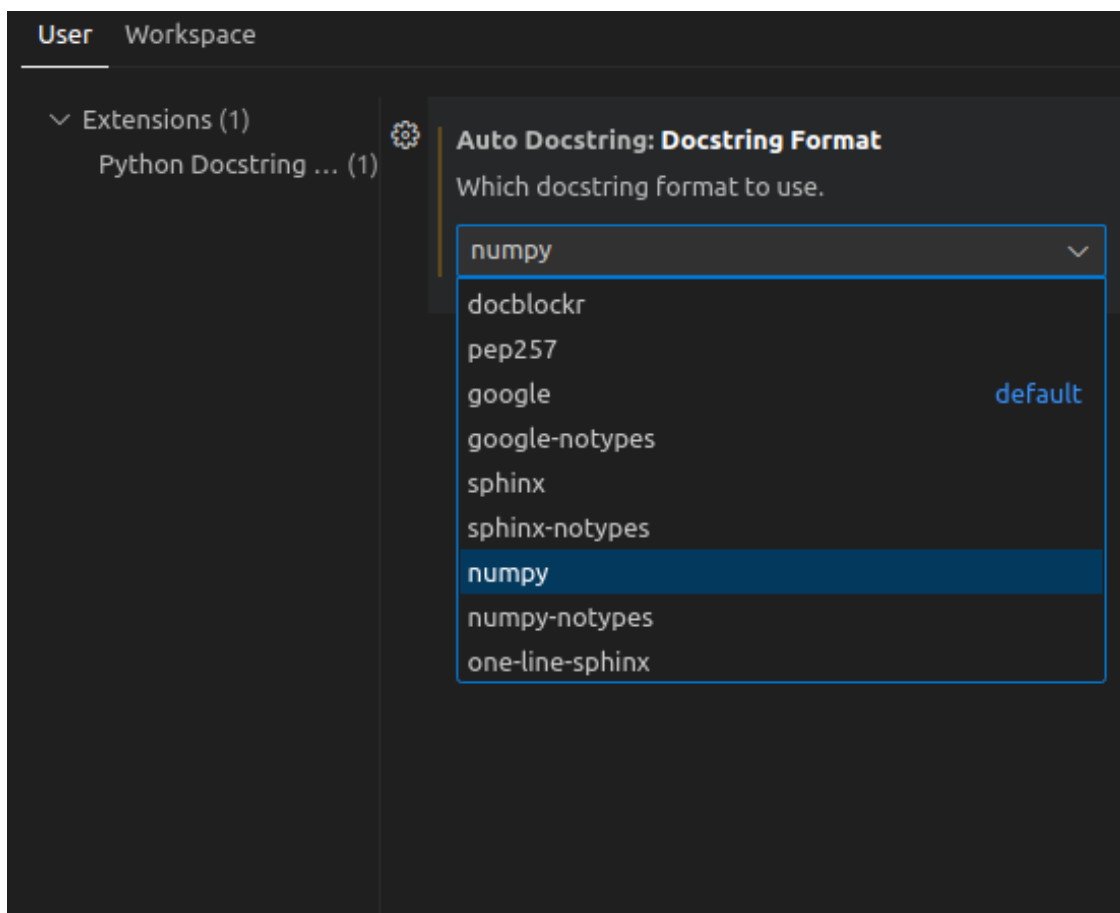 User Workspace
Extensions (1)
Python Docstring ... (1)
Auto Docstring: Docstring Format
Which docstring format to use.
numpy
docblockr
pep257
google default
google-notypes
sphinx
sphinx-notypes
numpy
numpy-notypes
one-line-sphinx